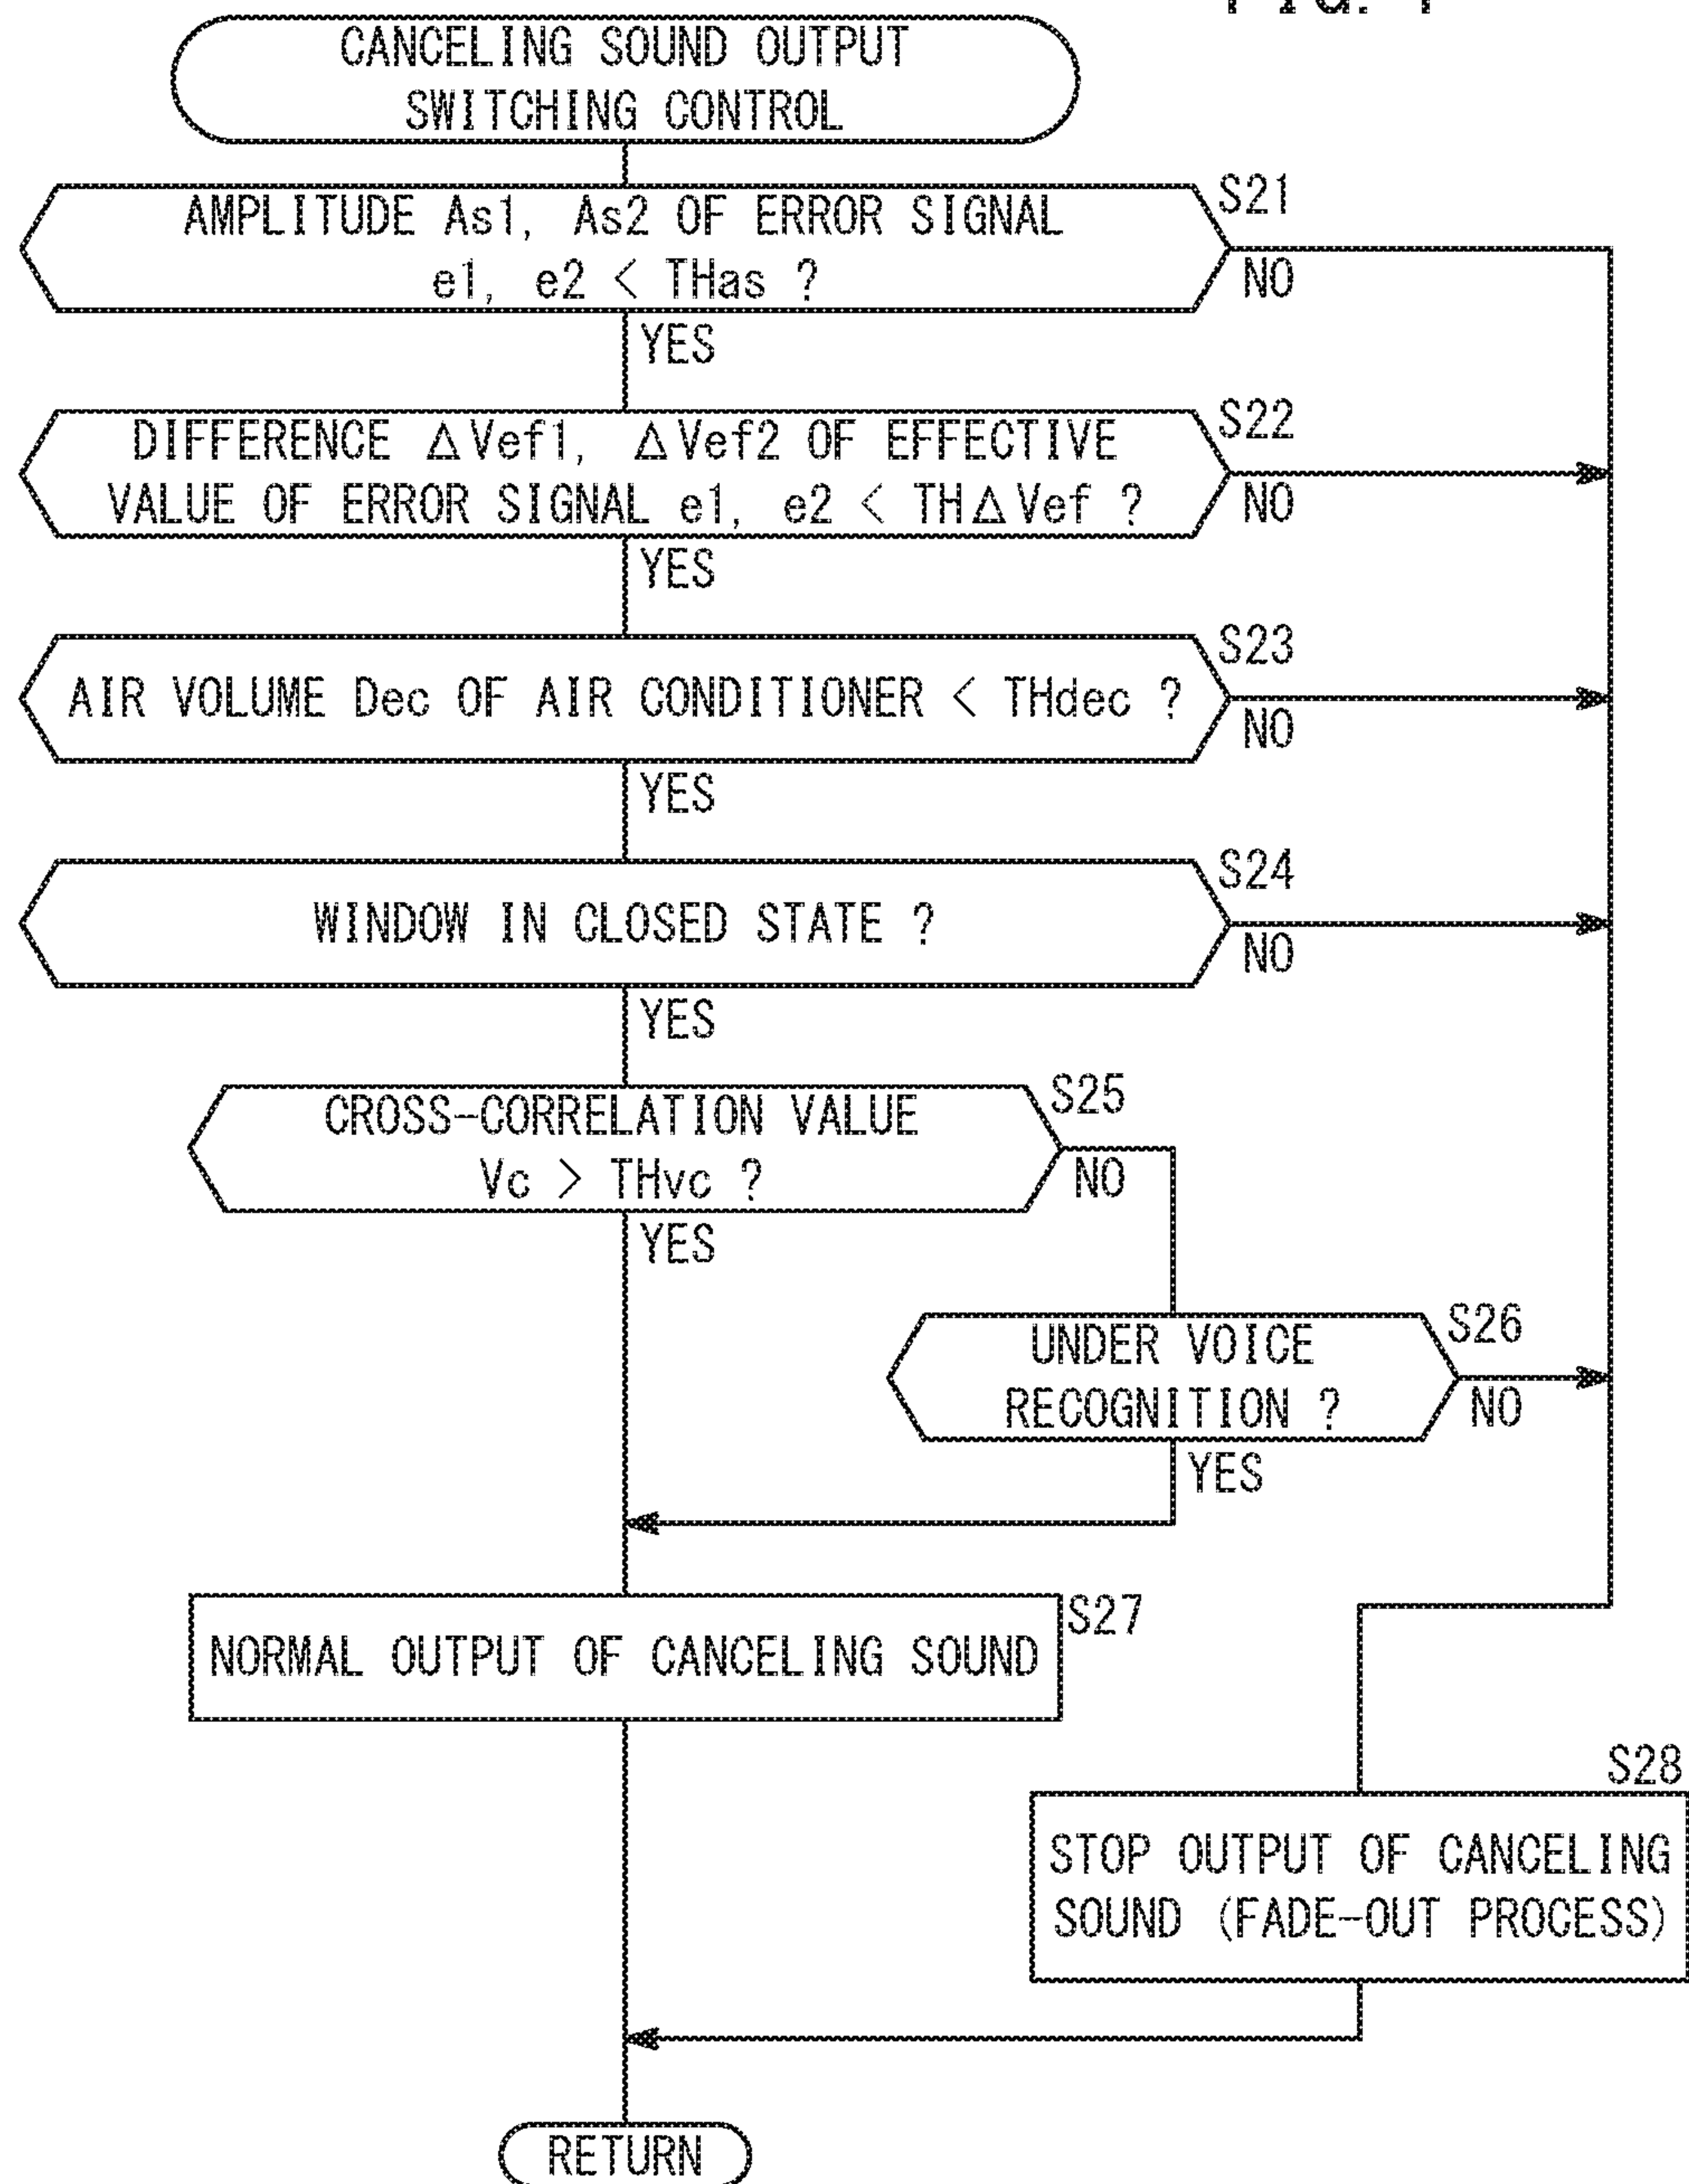 CANCELING SOUND OUTPUT
SWITCHING CONTROL
S21
AMPLITUDE As1, As2 OF ERROR SIGNAL
e1, e2 < THas ?
NO
YES
S22
DIFFERENCE ΔVef1, ΔVef2 OF EFFECTIVE
VALUE OF ERROR SIGNAL e1, e2 < THΔVef ?
NO
YES
S23
AIR VOLUME Dec OF AIR CONDITIONER < THdec ?
NO
YES
S24
WINDOW IN CLOSED STATE ?
NO
YES
S25
CROSS-CORRELATION VALUE
Vc > THvc ?
NO
YES
S26
UNDER VOICE
RECOGNITION ?
NO
YES
S27
NORMAL OUTPUT OF CANCELING SOUND
S28
STOP OUTPUT OF CANCELING
SOUND (FADE-OUT PROCESS)
RETURN